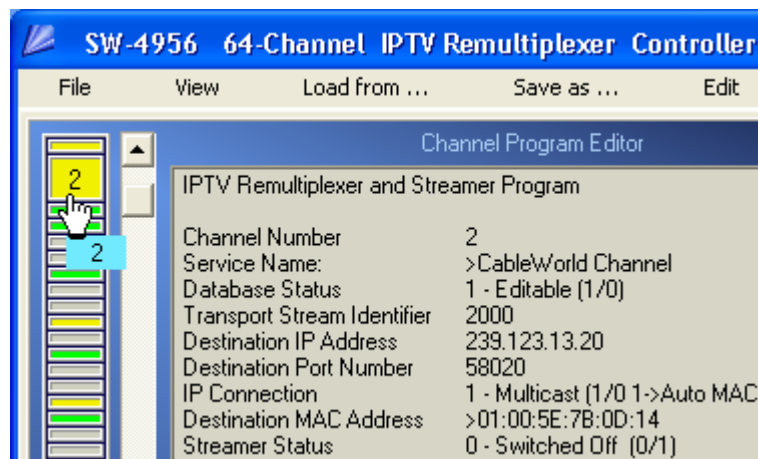 SW-4956 64-Channel IPTV Remultiplexer Controller
File View Load from ... Save as ... Edit
Channel Program Editor
2
2
IPTV Remultiplexer and Streamer Program
Channel Number 2
Service Name: >CableWorld Channel
Database Status 1 - Editable (1/0)
Transport Stream Identifier 2000
Destination IP Address 239.123.13.20
Destination Port Number 58020
IP Connection 1 - Multicast (1/0 1->Auto MAC
Destination MAC Address >01:00:5E:7B:0D:14
Streamer Status 0 - Switched Off (0/1)